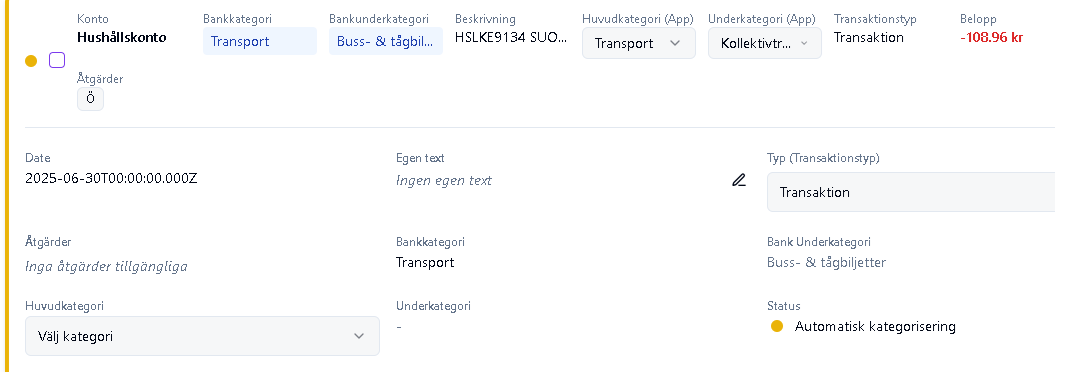 Konto Bankkategori Bankunderkategori Beskrivning Huvudkategori (App) Underkategori (App) Transaktionstyp Belopp
Hushållskonto Transport Buss- & tågbil... HSLKE9134 SUO... Transport Kollektivtr... Transaktion -108.96 kr
Åtgärder
Ö
Date Egen text Typ (Transaktionstyp)
2025-06-30T00:00:00.000Z Ingen egen text Transaktion
Åtgärder Bankkategori Bank Underkategori
Inga åtgärder tillgängliga Transport Buss- & tågbiljetter
Huvudkategori Underkategori Status
Välj kategori - Automatisk kategorisering